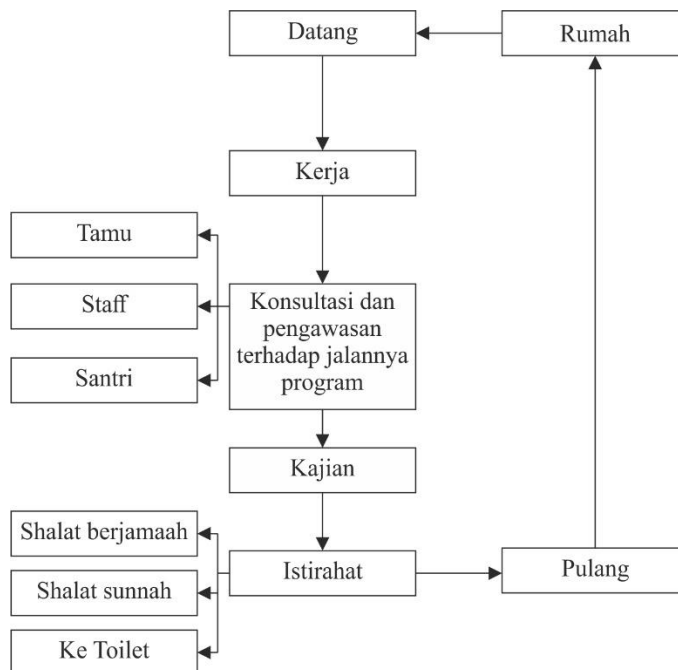 Datang
Rumah
Kerja
Tamu
Staff
Santri
Konsultasi dan
pengawasan
terhadap jalannya
program
Kajian
Shalat berjamaah
Shalat sunnah
Ke Toilet
Istirahat
Pulang